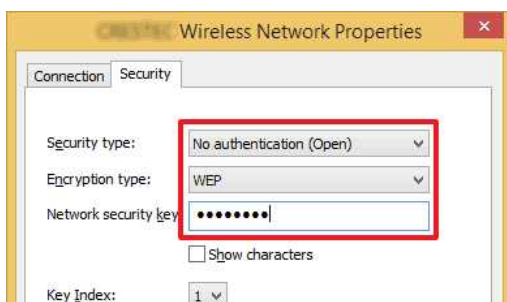 Wireless Network Properties
Connection Security
Security type: No authentication (Open)
Encryption type: WEP
Network security key ••••••••
Show characters
Key Index: 1